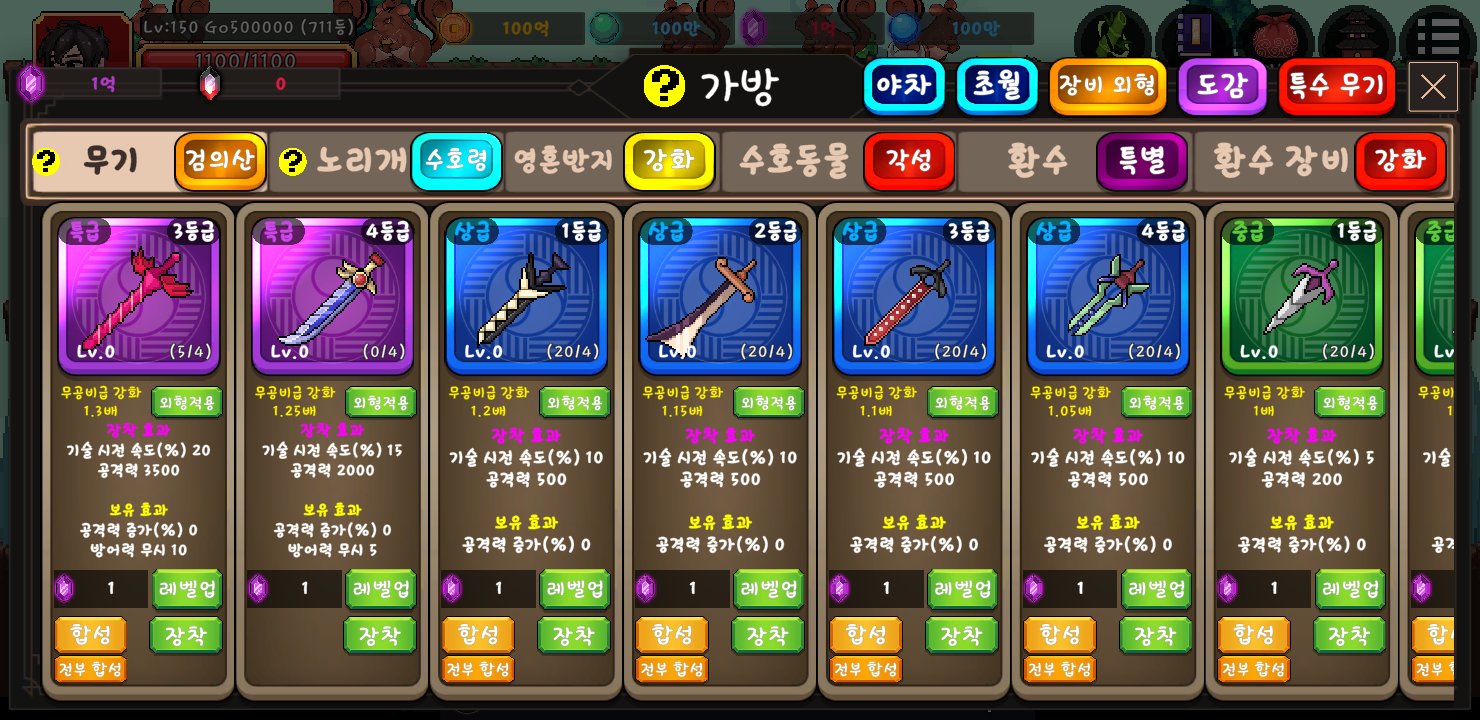 Lv:150 Go500000 (711등)
100억
100만
1억
100만
1100/1100
1억
0
? 가방
야차
초월
장비 외형
도감
특수 무기
? 무기
검의산
? 노리개
수호령
영혼반지
강화
수호동물
각성
환수
특별
환수 장비
강화
특급 3등급
Lv.0 (5/4)
무공비급 강화
1.3배
외형적용
장착 효과
기술 시전 속도(%) 20
공격력 3500
보유 효과
공격력 증가(%) 0
방어력 무시 10
1
레벨업
합성
장착
전부 합성
특급 4등급
Lv.0 (0/4)
무공비급 강화
1.25배
외형적용
장착 효과
기술 시전 속도(%) 15
공격력 2000
보유 효과
공격력 증가(%) 0
방어력 무시 5
1
레벨업
장착
상급 1등급
Lv.0 (20/4)
무공비급 강화
1.2배
외형적용
장착 효과
기술 시전 속도(%) 10
공격력 500
보유 효과
공격력 증가(%) 0
1
레벨업
합성
장착
전부 합성
상급 2등급
Lv.0 (20/4)
무공비급 강화
1.15배
외형적용
장착 효과
기술 시전 속도(%) 10
공격력 500
보유 효과
공격력 증가(%) 0
1
레벨업
합성
장착
전부 합성
상급 3등급
Lv.0 (20/4)
무공비급 강화
1.1배
외형적용
장착 효과
기술 시전 속도(%) 10
공격력 500
보유 효과
공격력 증가(%) 0
1
레벨업
합성
장착
전부 합성
상급 4등급
Lv.0 (20/4)
무공비급 강화
1.05배
외형적용
장착 효과
기술 시전 속도(%) 10
공격력 500
보유 효과
공격력 증가(%) 0
1
레벨업
합성
장착
전부 합성
중급 1등급
Lv.0 (20/4)
무공비급 강화
1배
외형적용
장착 효과
기술 시전 속도(%) 5
공격력 200
보유 효과
공격력 증가(%) 0
1
레벨업
합성
장착
전부 합성